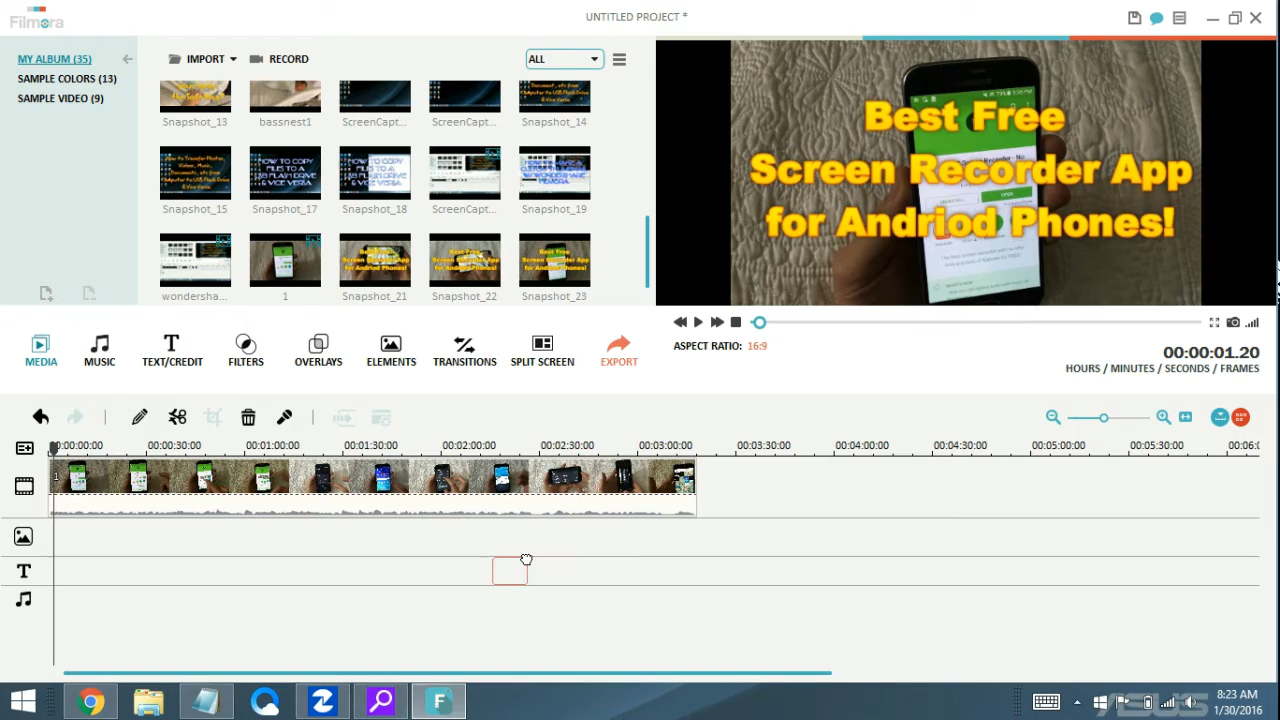 Filmora
UNTITLED PROJECT *
MY ALBUM (35)
SAMPLE COLORS (13)
SAMPLE VIDEO (9)
IMPORT
RECORD
ALL
Snapshot_13
bassnest1
ScreenCapt...
ScreenCapt...
Snapshot_14
Snapshot_15
Snapshot_17
Snapshot_18
ScreenCapt...
Snapshot_19
wondersha...
1
Snapshot_21
Snapshot_22
Snapshot_23
Best Free
Screen Recorder App
for Andriod Phones!
OPEN
ASPECT RATIO: 16:9
00:00:01.20
HOURS / MINUTES / SECONDS / FRAMES
MEDIA
MUSIC
TEXT/CREDIT
FILTERS
OVERLAYS
ELEMENTS
TRANSITIONS
SPLIT SCREEN
EXPORT
00:00:00:00
00:00:30:00
00:01:00:00
00:01:30:00
00:02:00:00
00:02:30:00
00:03:00:00
00:03:30:00
00:04:00:00
00:04:30:00
00:05:00:00
00:05:30:00
00:06:0
1
T
8:23 AM
1/30/2016
ASUS